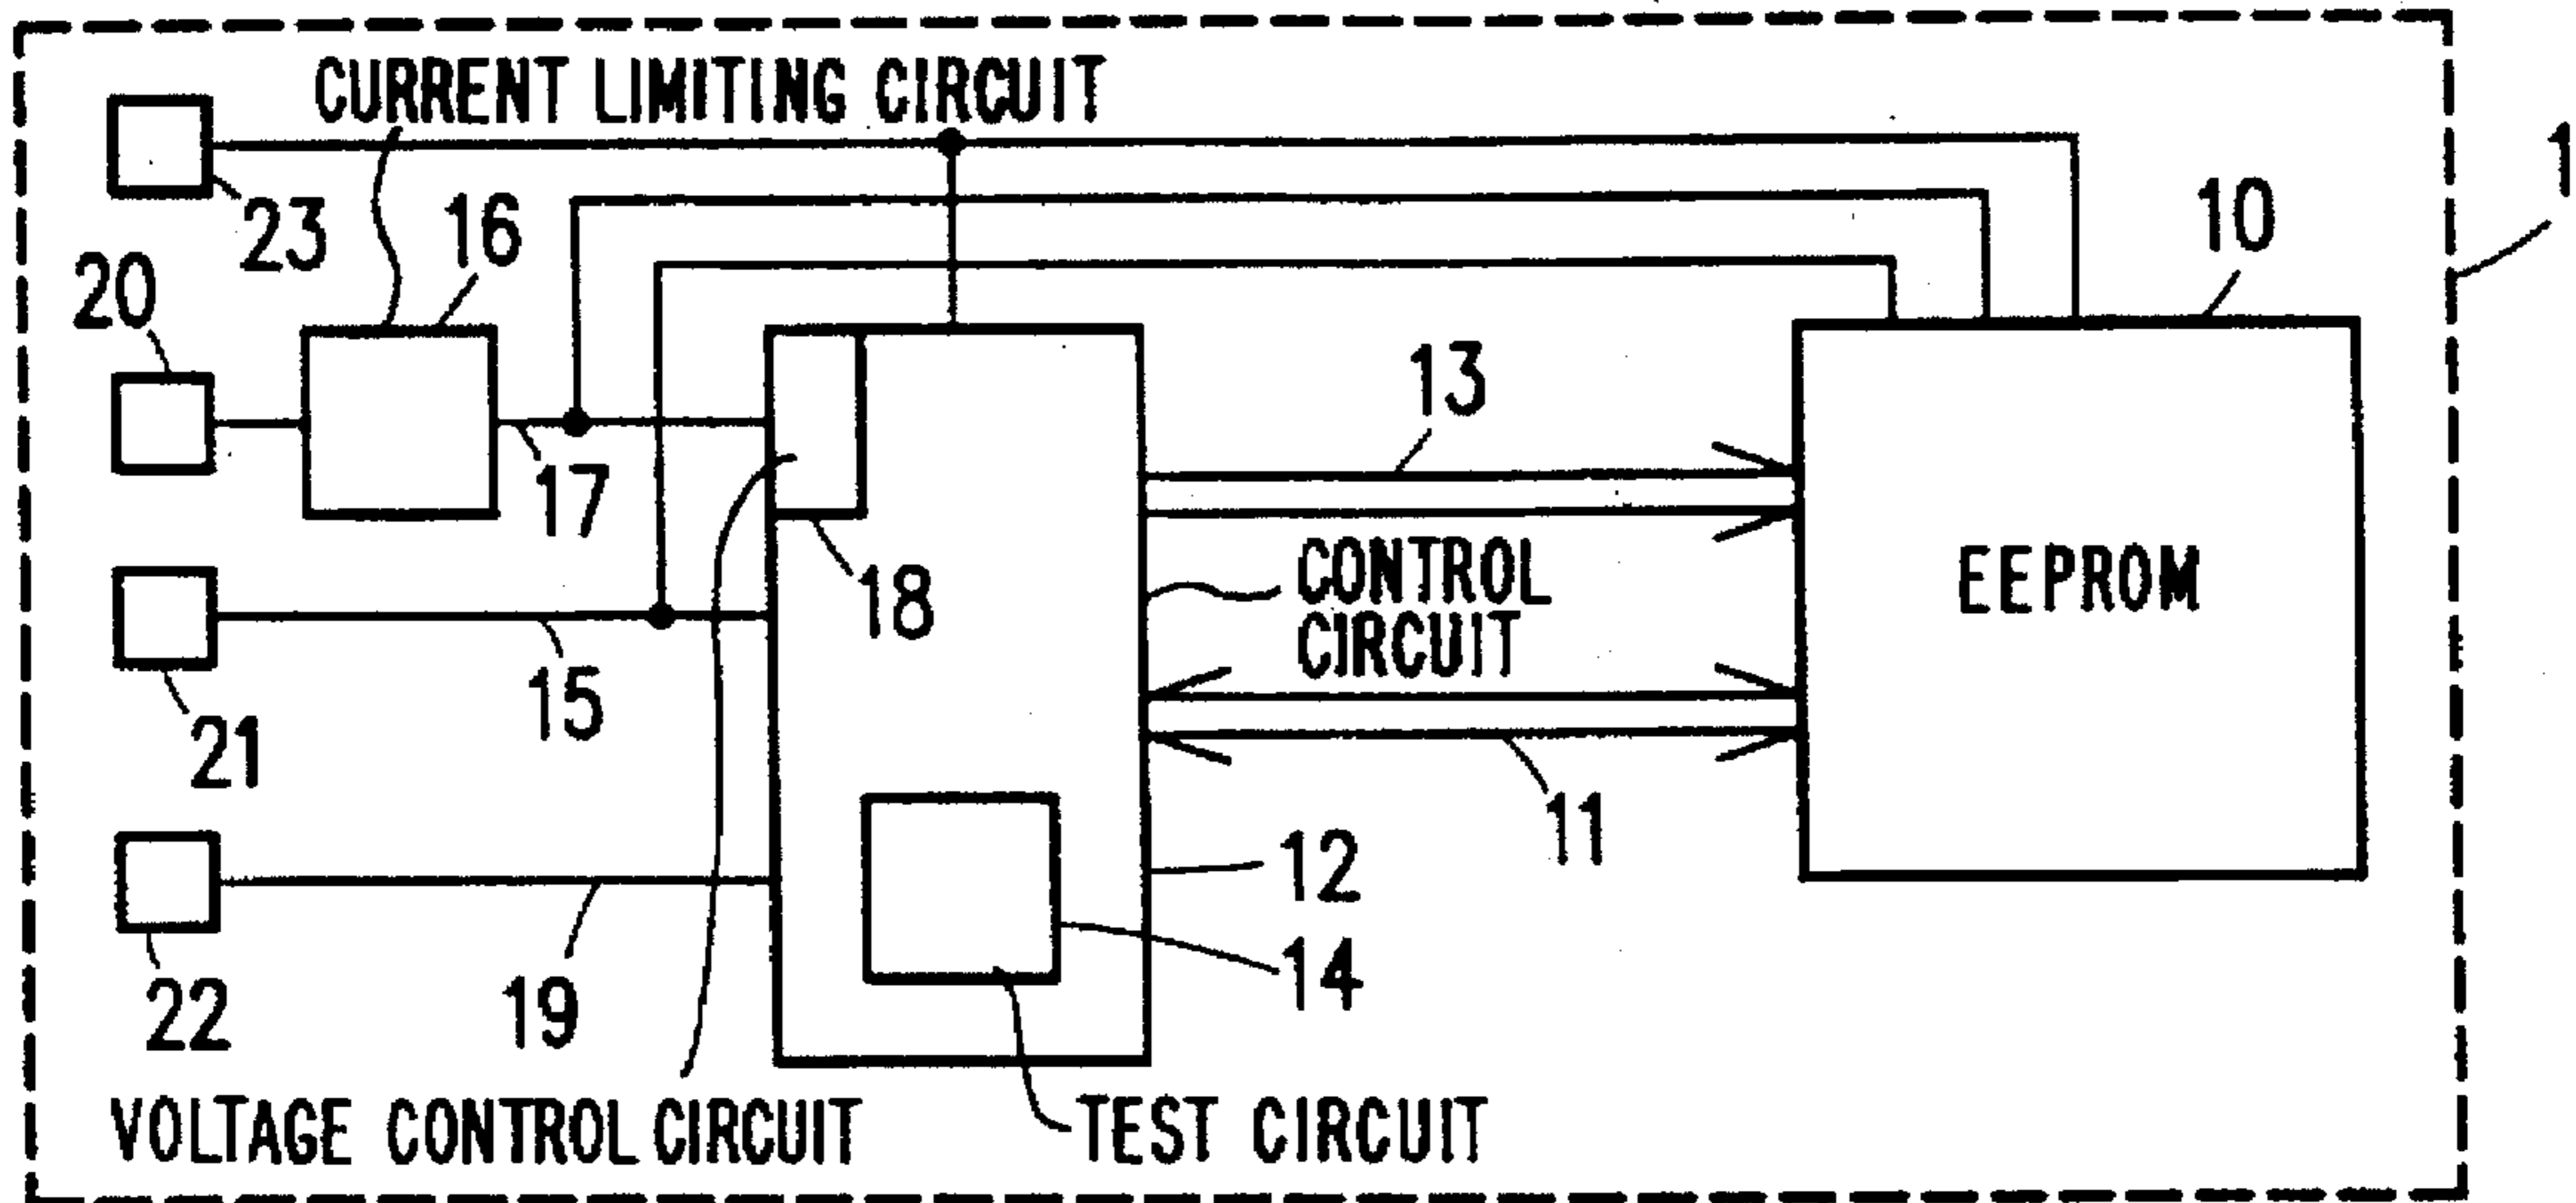 CURRENT LIMITING CIRCUIT
1
23
16
10
20
13
17
18
CONTROL
CIRCUIT
EEPROM
15
21
11
12
14
19
22
VOLTAGE CONTROL CIRCUIT
TEST CIRCUIT